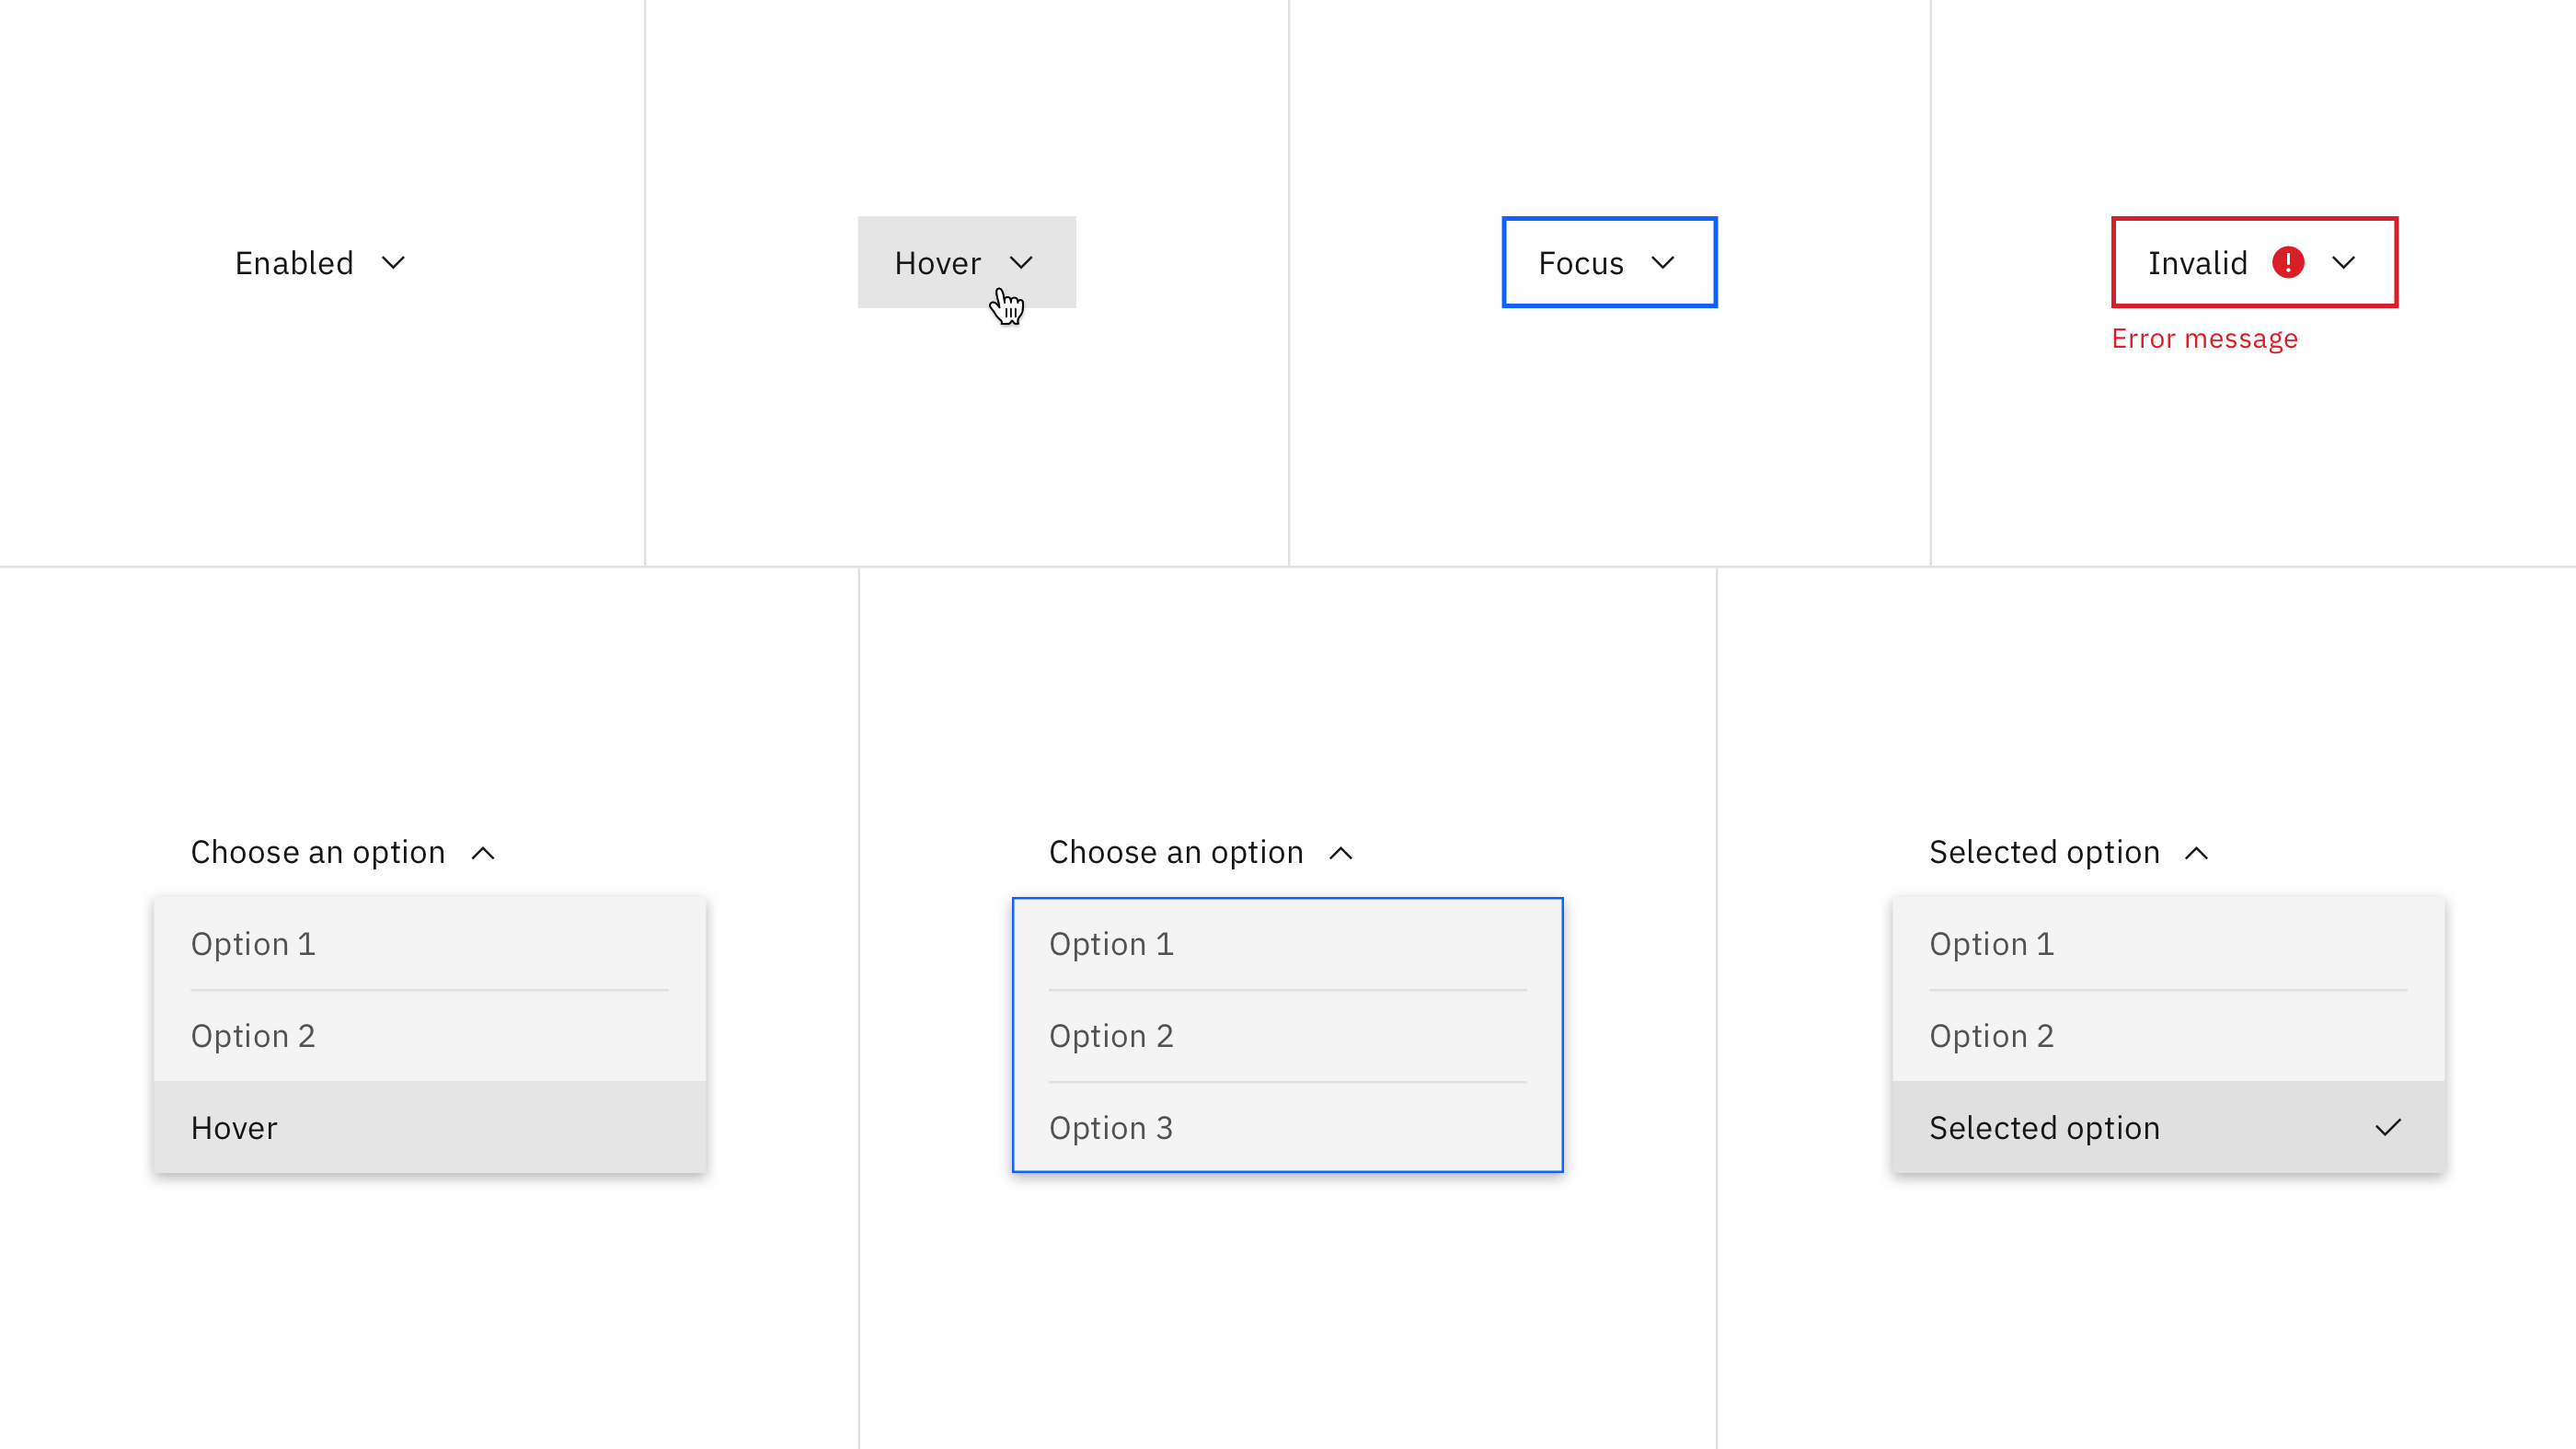 Enabled
Hover
Focus
Invalid
Error message
Choose an option
Option 1
Option 2
Hover
Choose an option
Option 1
Option 2
Option 3
Selected option
Option 1
Option 2
Selected option